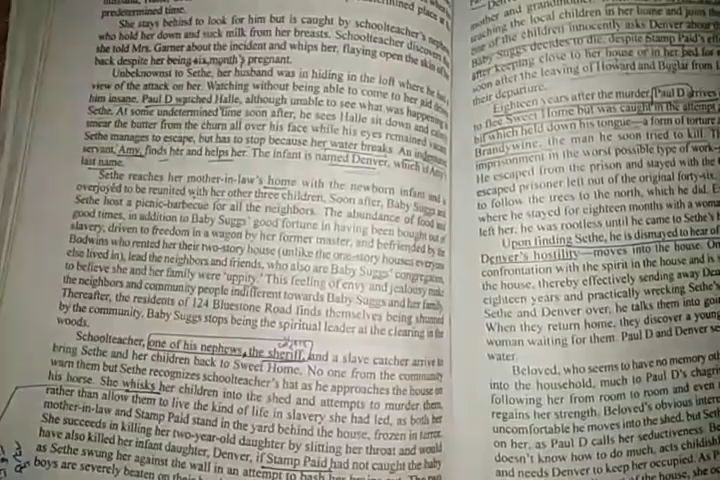 predetermined time.
She stays behind to look for him but is caught by schoolteacher's
who hold her down and suck milk from her breasts. Schoolteacher discovers
she told Mrs. Garner about the incident and whips her, flaying open the skin of
back despite her being six month's pregnant.
Unbeknownst to Sethe, her husband was in hiding in the loft where he had
view of the attack on her. Watching without being able to come to her aid
him insane. Paul D watched Halle, although unable to see what was happening
Sethe. At some undetermined time soon after, he sees Halle sit down and
smear the butter from the churn all over his face while his eyes remained vacant
Sethe manages to escape, but has to stop because her water breaks. An indentured
servant, Amy, finds her and helps her. The infant is named Denver, which is Amy's
last name.
Sethe reaches her mother-in-law's home with the newborn infant and is
overjoyed to be reunited with her other three children. Soon after, Baby Suggs and
Sethe host a picnic-barbecue for all the neighbors. The abundance of food and
good times, in addition to Baby Suggs' good fortune in having been bought out of
slavery, driven to freedom in a wagon by her former master, and befriended by the
Bodwins who rented her their two-story house (unlike the one-story houses everyone
else lived in), lead the neighbors and friends, who also are Baby Suggs' congregation,
to believe she and her family were "uppity." This feeling of envy and jealousy make
the neighbors and community people indifferent towards Baby Suggs and her family.
Thereafter, the residents of 124 Bluestone Road finds themselves being shunned
by the community. Baby Suggs stops being the spiritual leader at the clearing in the
woods.
Schoolteacher, one of his nephews, the sheriff, and a slave catcher arrive to
bring Sethe and her children back to Sweet Home. No one from the community
warn them but Sethe recognizes schoolteacher's hat as he approaches the house on
his horse. She whisks her children into the shed and attempts to murder them,
rather than allow them to live the kind of life in slavery she had led, as both her
mother-in-law and Stamp Paid stand in the yard behind the house, frozen in terror.
She succeeds in killing her two-year-old daughter by slitting her throat and would
have also killed her infant daughter, Denver, if Stamp Paid had not caught the baby
as Sethe swung her against the wall in an attempt to bash her
boys are severely beaten on
mother and grandmother
reaching the local children in her home and joins the
one of the children innocently asks Denver about
Baby Suggs decides to die, despite Stamp Paid's
after keeping close to her house or in her bed for
soon after the leaving of Howard and Buglar from
their departure.
Eighteen years after the murder, Paul D arrives
to flee Sweet Home but was caught in the attempt
bit which held down his tongue—a form of torture
Brandywine, the man he soon tried to kill. T
imprisonment in the worst possible type of work-
He escaped from the prison and stayed with the
escaped prisoner left out of the original forty-six.
to follow the trees to the north, which he did. E
where he stayed for eighteen months with a woma
left her, he was rootless until he came to Sethe's
Upon finding Sethe, he is dismayed to hear of
Denver's hostility—moves into the house. On
confrontation with the spirit in the house and is
the house, thereby effectively sending away
eighteen years and practically wrecking Sethe's
Sethe and Denver over, he talks them into goin
When they return home, they discover a young
woman waiting for them. Paul D and Denver se
water.
Beloved, who seems to have no memory of
into the household, much to Paul D's chagri
following her from room to room and even
regains her strength. Beloved's obvious inter
uncomfortable he moves into the shed, but Set
on her, as Paul D calls her seductiveness. Be
doesn't know how to do much, acts childish
and needs Denver to keep her occupied. As P
of the house, she